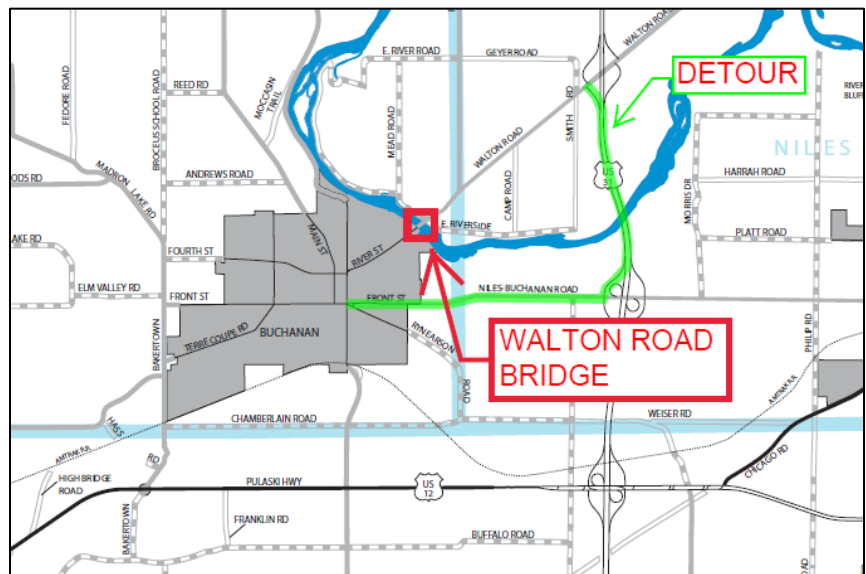 E. RIVER ROAD
GEYER ROAD
WALTON ROAD
FEDORE ROAD
BROCEUS SCHOOL ROAD
REED RD
MOCCASIN
TRAIL
MEAD ROAD
SMITH RD
DETOUR
RIVER
BLUFF
NILES
MADRON LAKE RD
ANDREWS ROAD
WALTON ROAD
CAMP ROAD
US
31
MORRIS DR
HARRAH ROAD
MAIN ST
E. RIVERSIDE
PLATT ROAD
LAKE RD
FOURTH ST
RIVER ST
ELM VALLEY RD
FRONT ST
FRONT ST
NILES-BUCHANAN ROAD
BAKERTOWN
TERRE COUPE RD
BUCHANAN
RYNEARSON
ROAD
WALTON ROAD
BRIDGE
PHILIP RD
AMTRAK R.R.
HASS
RD
CHAMBERLAIN ROAD
WEISER RD
AMTRAK R.R.
CHICAGO RD
HIGH BRIDGE
ROAD
PULASKI HWY
US
12
BAKERTOWN
FRANKLIN RD
BUFFALO ROAD